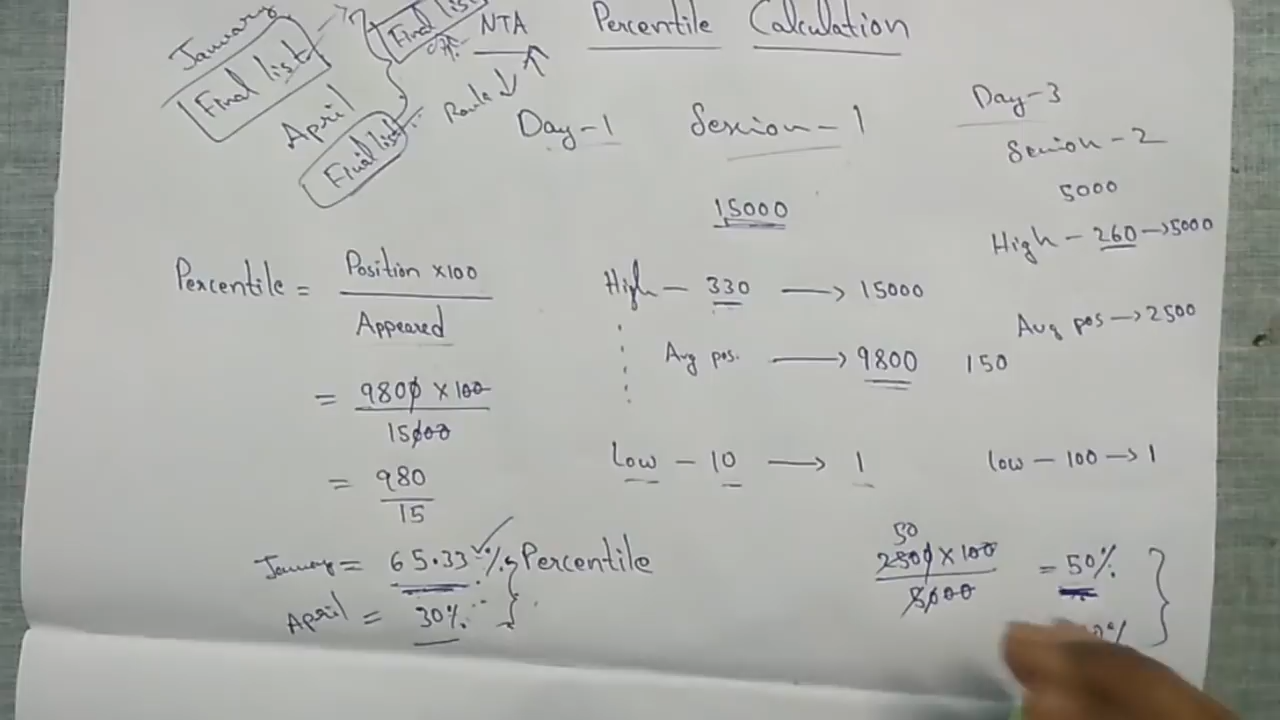 NTA
Percentile Calculation
January
Final list
Final list
April
Final list
Day-1
Session-1
15000
Day-3
Session-2
5000
High - 260 → 5000
Avg pos → 2500
150
low - 100 → 1
Percentile = Position x100
Appeared
= 9800 x 100
15000
= 980
15
High - 330 → 15000
Avg pos. → 9800
Low - 10 → 1
January = 65.33% Percentile
April = 30%
50
2500 x 100 = 50%
5000